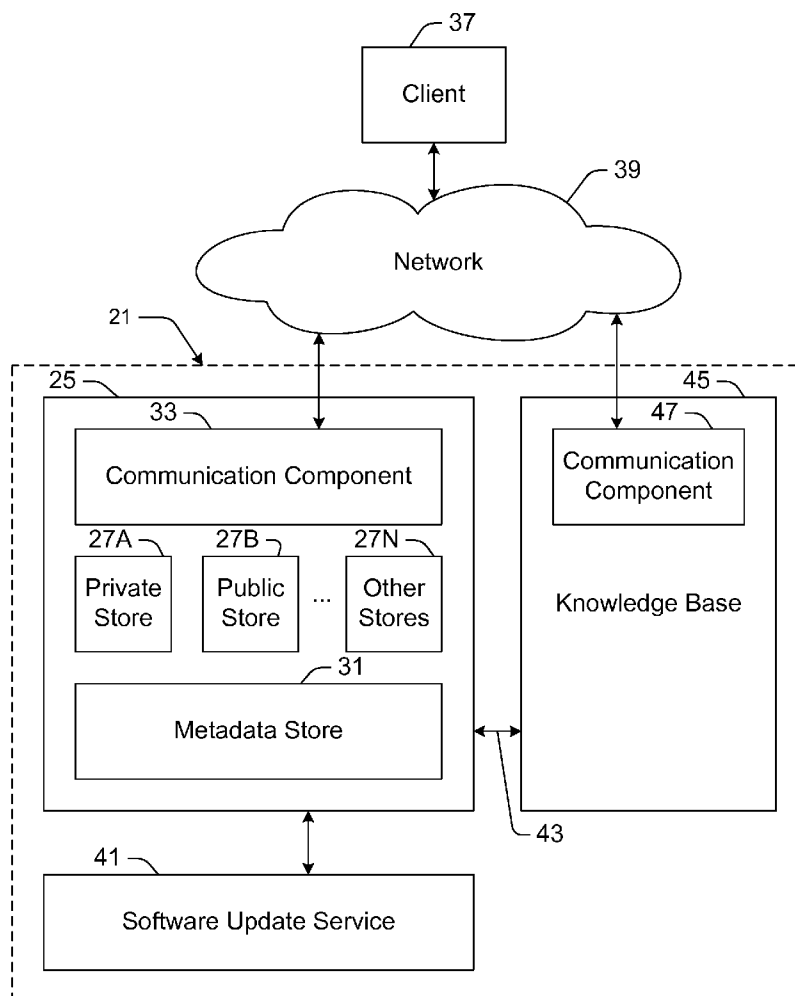 37
Client
39
Network
21
25
45
33
47
Communication Component
Communication
Component
27A
27B
27N
Private
Store
Public
Store
...
Other
Stores
Knowledge Base
31
Metadata Store
43
41
Software Update Service